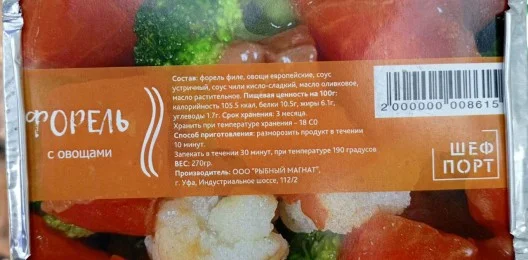 ФОРЕЛЬ
с овощами
Состав: форель филе, овощи европейские, соус
устричный, соус чили кисло-сладкий, масло оливковое,
масло растительное. Пищевая ценность на 100г:
калорийность 105.5 ккал, белки 10.5г, жиры 6.1г,
углеводы 1.7г. Срок хранения: 3 месяца.
Хранить при температуре хранения - 18 С0
Способ приготовления: разморозить продукт в течении
10 минут.
Запекать в течении 30 минут, при температуре 190 градусов
ВЕС: 270гр.
Производитель: ООО "РЫБНЫЙ МАГНАТ",
г. Уфа, Индустриальное шоссе, 112/2
2 000000 008615
ШЕФ
ПОРТ